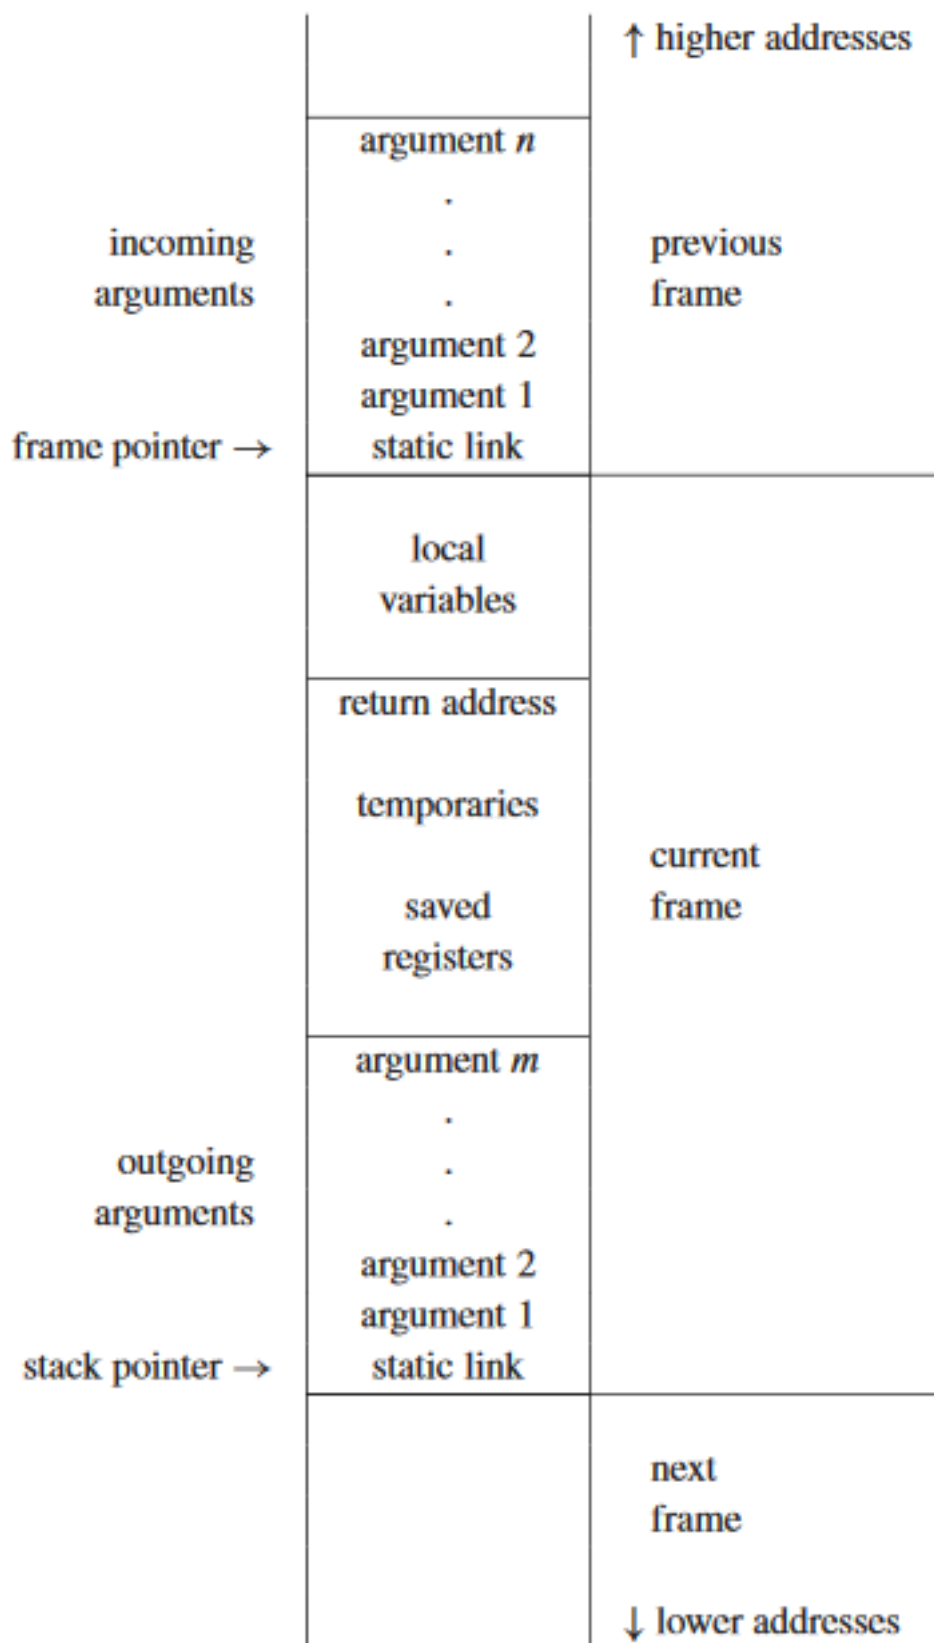 ↑ higher addresses
argument n
.
incoming . previous
arguments . frame
argument 2
argument 1
frame pointer → static link
local
variables
return address
temporaries
current
saved frame
registers
argument m
.
outgoing .
arguments .
argument 2
argument 1
stack pointer → static link
next
frame
↓ lower addresses